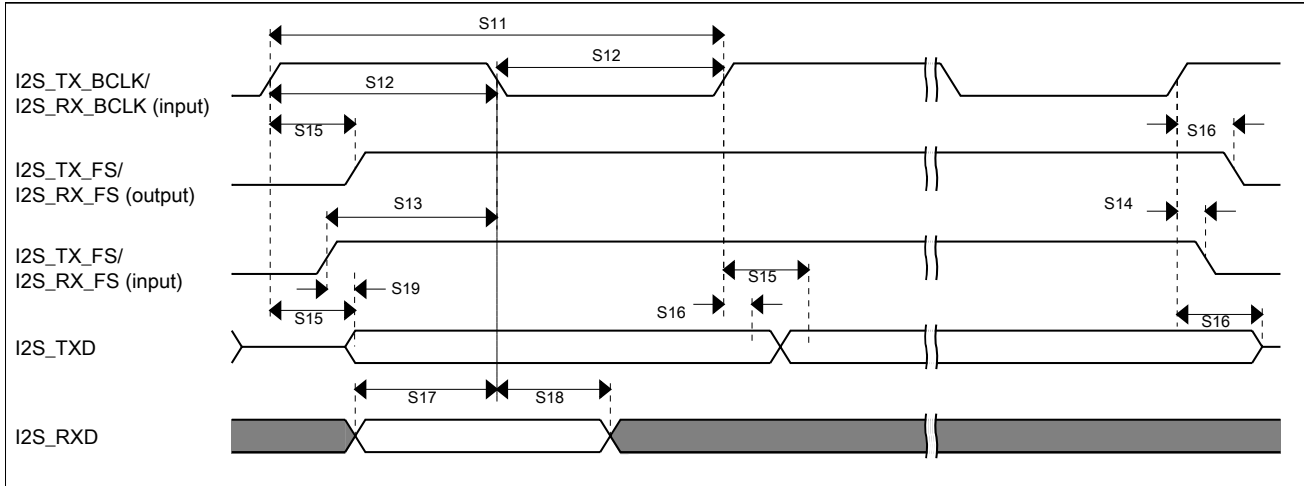 S11
I2S_TX_BCLK/
I2S_RX_BCLK (input)
S12
S12
S15
S16
I2S_TX_FS/
I2S_RX_FS (output)
S13
S14
I2S_TX_FS/
I2S_RX_FS (input)
S15
S19
S16
S15
S16
I2S_TXD
S17
S18
I2S_RXD